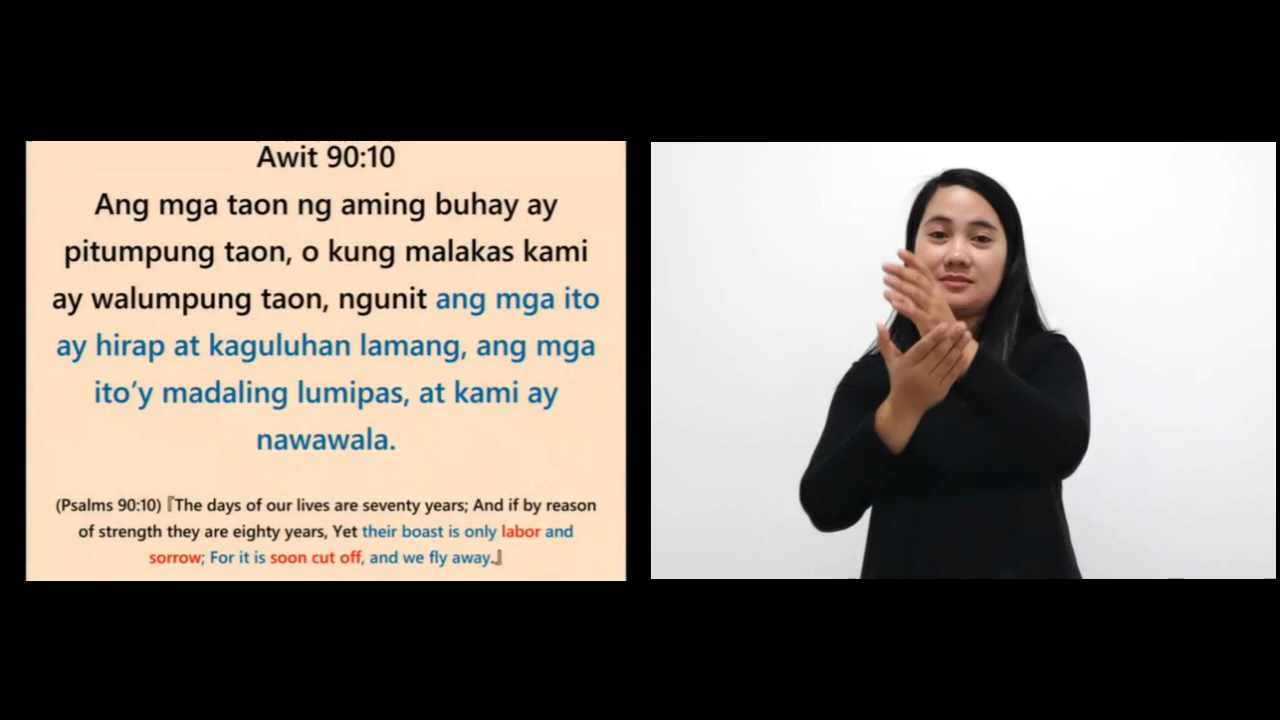 Awit 90:10
Ang mga taon ng aming buhay ay
pitumpung taon, o kung malakas kami
ay walumpung taon, ngunit ang mga ito
ay hirap at kaguluhan lamang, ang mga
ito’y madaling lumipas, at kami ay
nawawala.
(Psalms 90:10)『The days of our lives are seventy years; And if by reason
of strength they are eighty years, Yet their boast is only labor and
sorrow; For it is soon cut off, and we fly away.』